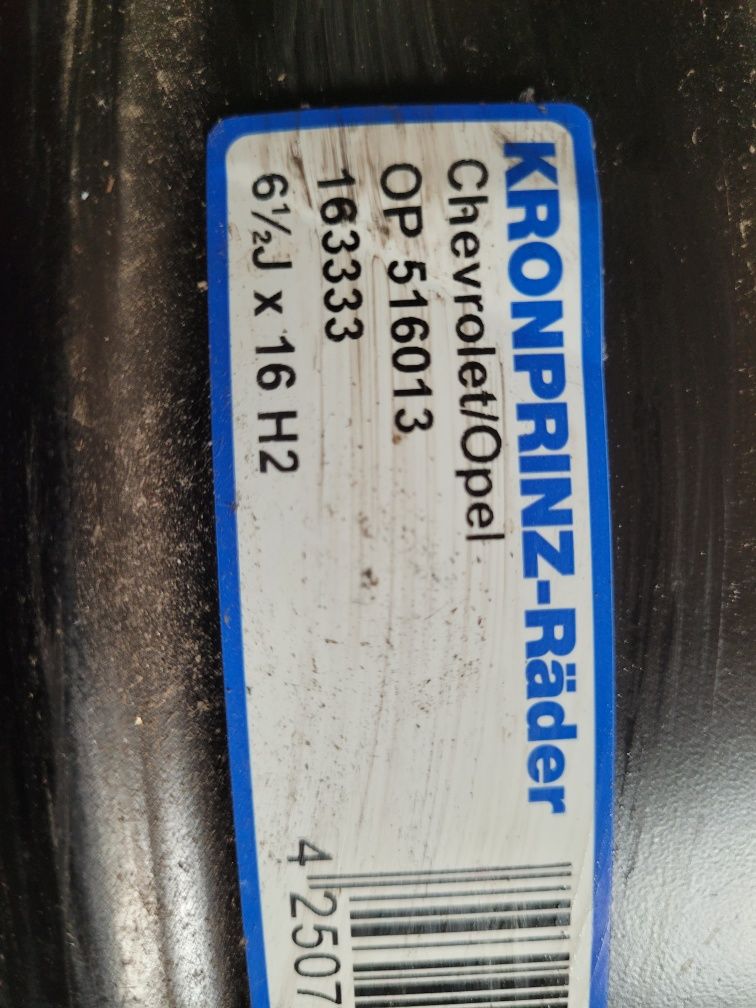 KRONPRINZ-Räder
Chevrolet/Opel
OP 516013
163333
6½J x 16 H2
4 2507